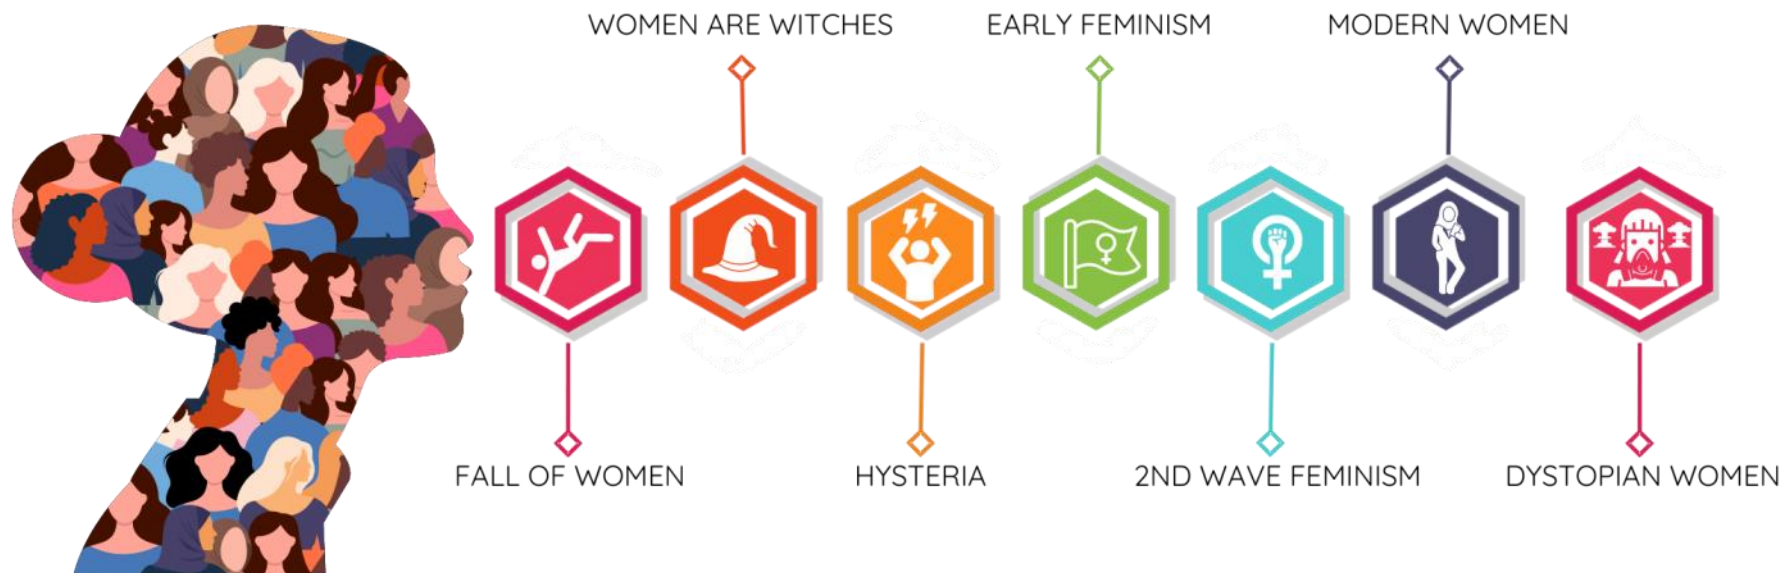 WOMEN ARE WITCHES
EARLY FEMINISM
MODERN WOMEN
FALL OF WOMEN
HYSTERIA
2ND WAVE FEMINISM
DYSTOPIAN WOMEN